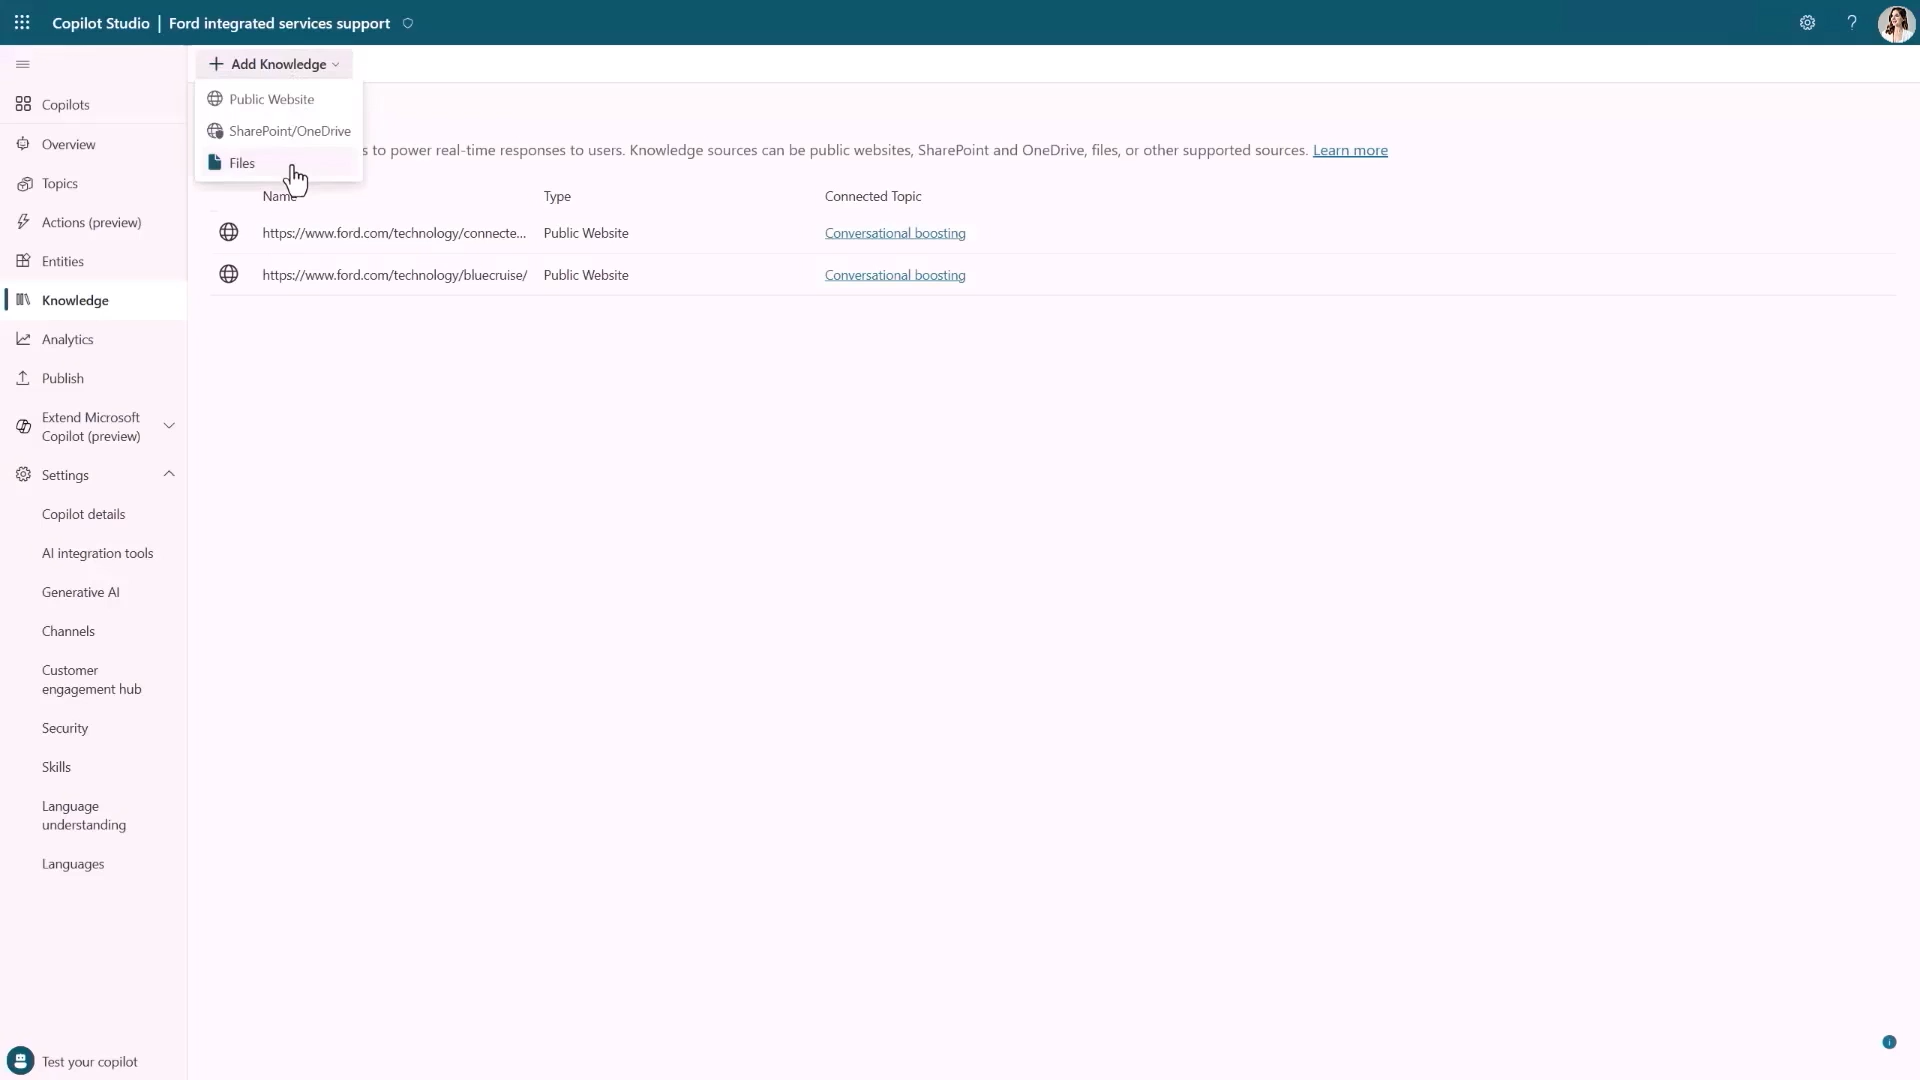 Copilot Studio | Ford integrated services support
?
+ Add Knowledge
Public Website
SharePoint/OneDrive
Files
s to power real-time responses to users. Knowledge sources can be public websites, SharePoint and OneDrive, files, or other supported sources. Learn more
Name Type Connected Topic
https://www.ford.com/technology/connecte... Public Website Conversational boosting
https://www.ford.com/technology/bluecruise/ Public Website Conversational boosting
Copilots
Overview
Topics
Actions (preview)
Entities
Knowledge
Analytics
Publish
Extend Microsoft
Copilot (preview)
Settings
Copilot details
AI integration tools
Generative AI
Channels
Customer
engagement hub
Security
Skills
Language
understanding
Languages
Test your copilot